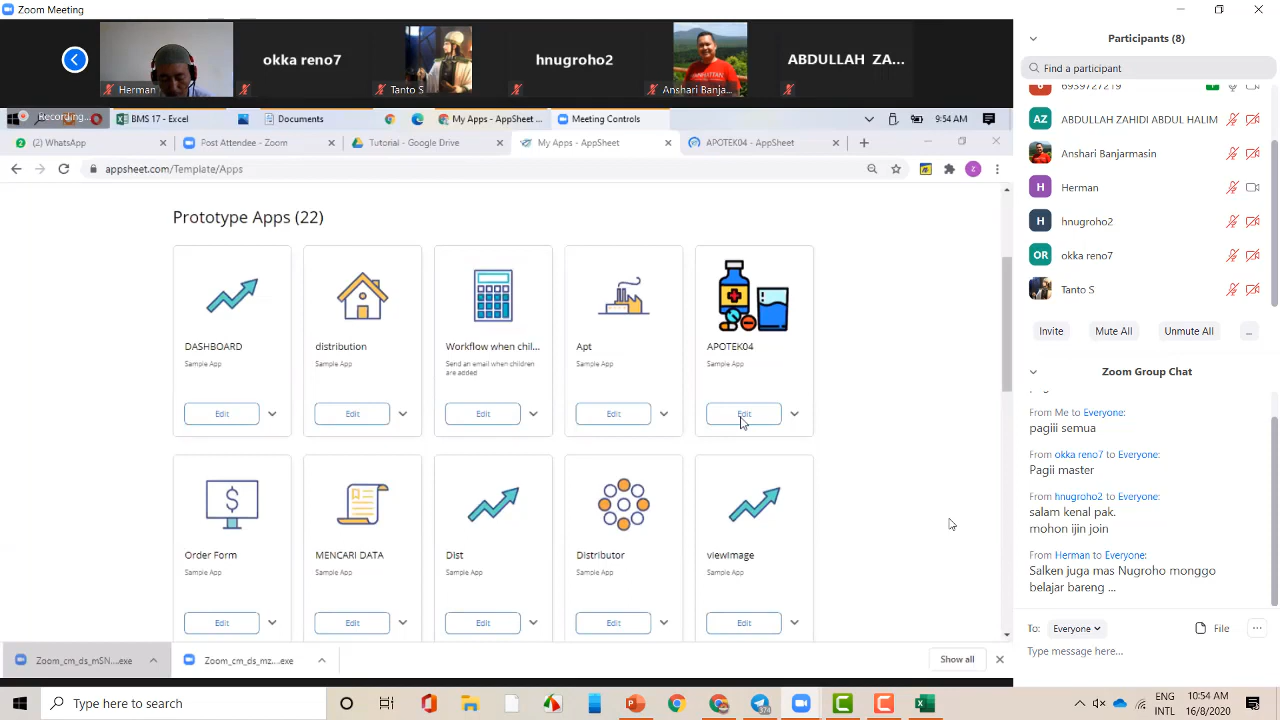 Zoom Meeting
Herman
okka reno7
Tanto S
hnugroho2
Anshari Banja...
ABDULLAH ZA...
Recording...
BMS 17 - Excel
Documents
My Apps - AppSheet ...
Meeting Controls
9:54 AM
(2) WhatsApp
Post Attendee - Zoom
Tutorial - Google Drive
My Apps - AppSheet
APOTEK04 - AppSheet
appsheet.com/Template/Apps
Prototype Apps (22)
DASHBOARD
Sample App
Edit
distribution
Sample App
Edit
Workflow when chil...
Send an email when children
are added
Edit
Apt
Sample App
Edit
APOTEK04
Sample App
Edit
Order Form
Sample App
Edit
MENCARI DATA
Sample App
Edit
Dist
Sample App
Edit
Distributor
Sample App
Edit
viewImage
Sample App
Edit
Zoom_cm_ds_mSN....exe
Zoom_cm_ds_mz....exe
Show all
Participants (8)
Find a participant
AZ
ABDULLAH ZAHIDI ABDUL HALIM
Anshari Banjarmasin
H
Herman
H
hnugroho2
OR
okka reno7
Tanto S
Invite
Mute All
Unmute All
...
Zoom Group Chat
From Me to Everyone:
pagiii semua
From okka reno7 to Everyone:
Pagii master
From hnugroho2 to Everyone:
salam kenal pak.
mohon ijin join
From Herman to Everyone:
Salken juga mas Nugroho monggo
belajar bareng ...
To:
Everyone
File
Type message here...
Type here to search
ENG
INTL
10:54 AM
16/8/2020